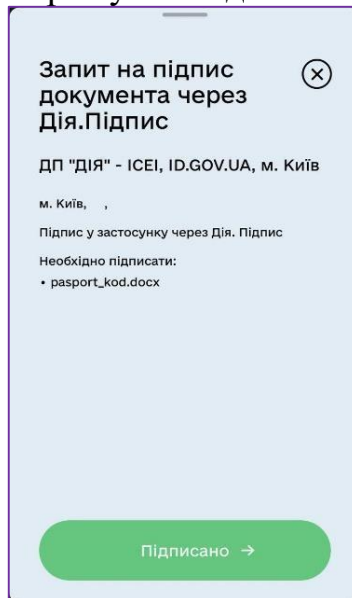 Запит на підпис
документа через
Дія.Підпис
ДП "ДІЯ" - ІСЕІ, ID.GOV.UA, м. Київ
м. Київ, ,
Підпис у застосунку через Дія. Підпис
Необхідно підписати:
• pasport_kod.docx
Підписано →